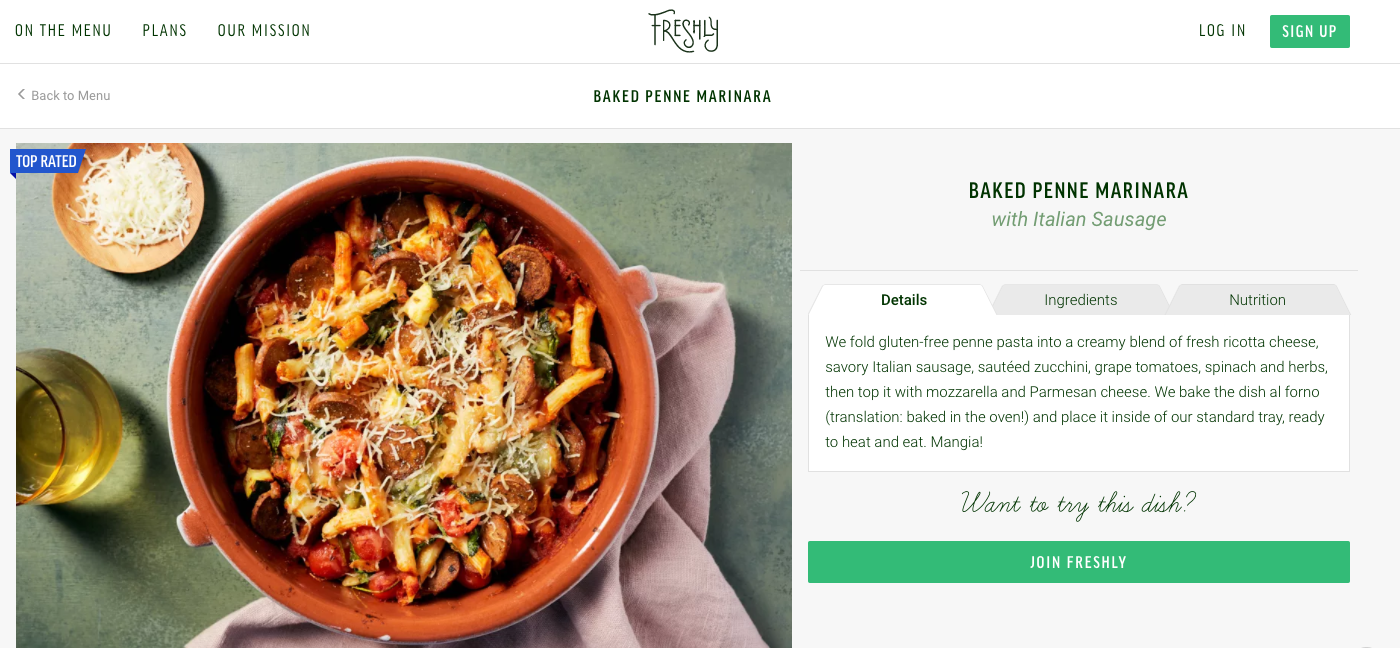 ON THE MENU PLANS OUR MISSION FRESHLY LOG IN SIGN UP
Back to Menu BAKED PENNE MARINARA
TOP RATED
BAKED PENNE MARINARA
with Italian Sausage
Details Ingredients Nutrition
We fold gluten-free penne pasta into a creamy blend of fresh ricotta cheese,
savory Italian sausage, sautéed zucchini, grape tomatoes, spinach and herbs,
then top it with mozzarella and Parmesan cheese. We bake the dish al forno
(translation: baked in the oven!) and place it inside of our standard tray, ready
to heat and eat. Mangia!
Want to try this dish?
JOIN FRESHLY